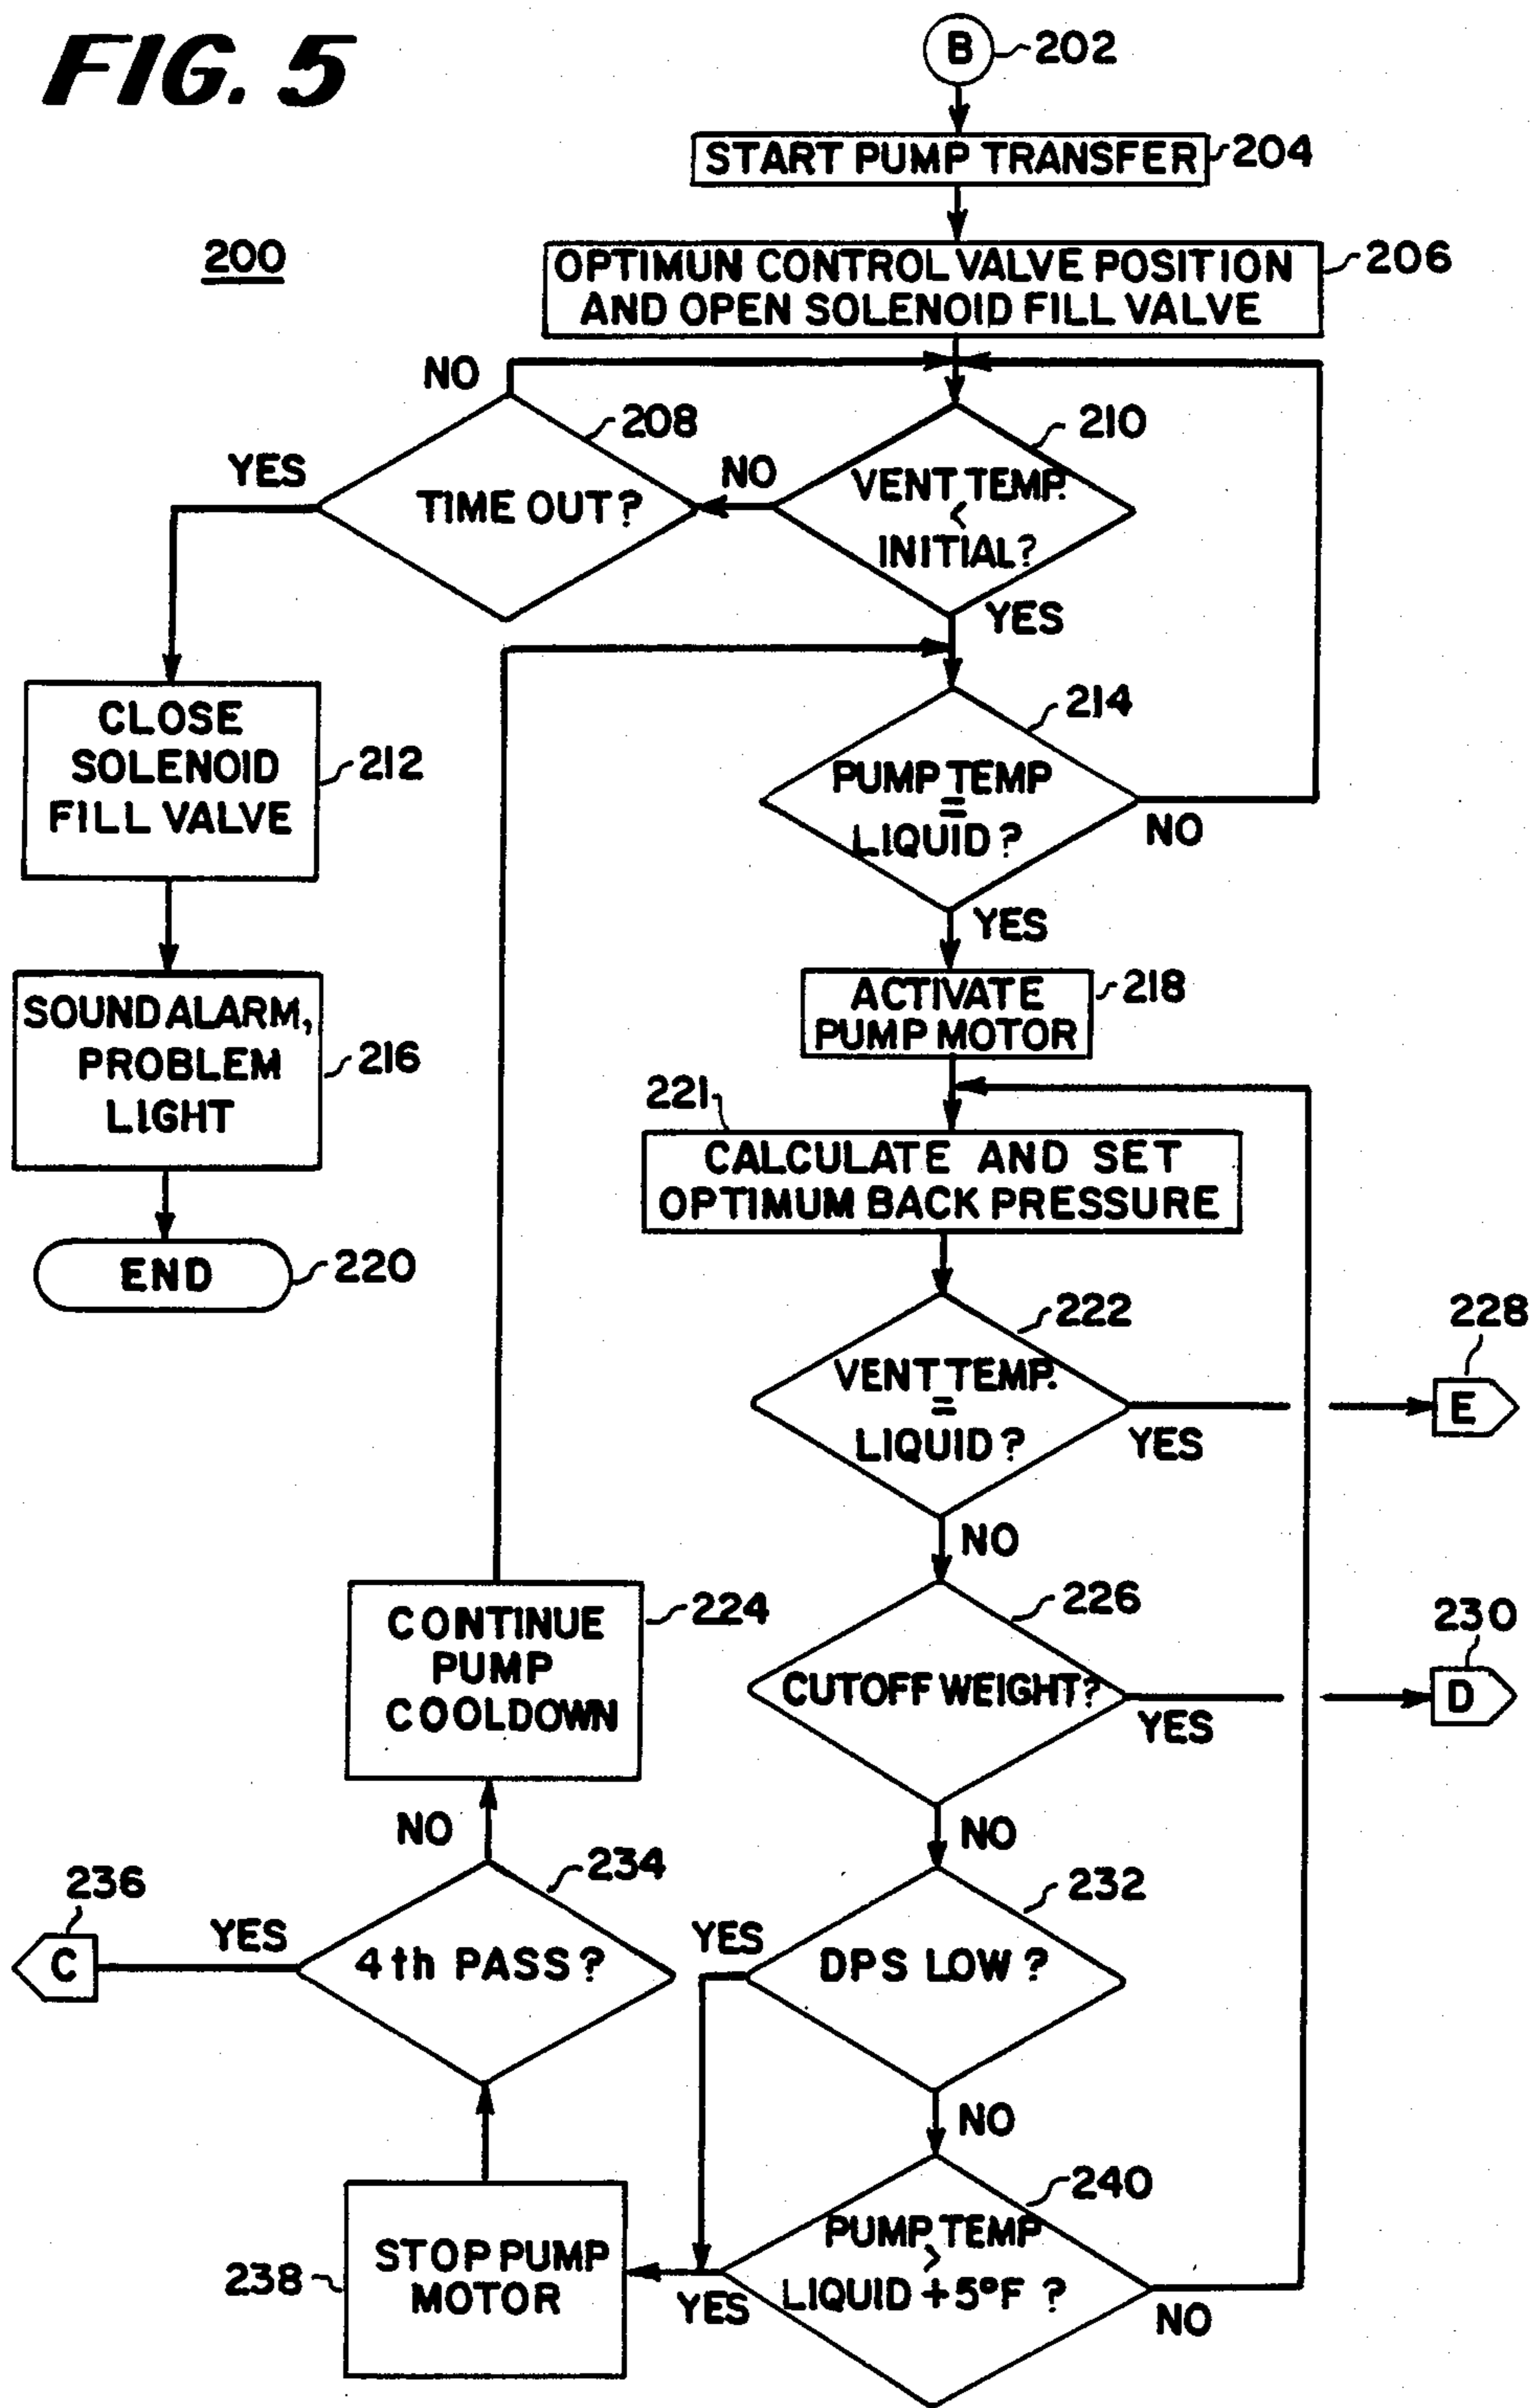 FIG. 5
B
202
START PUMP TRANSFER
204
200
OPTIMUN CONTROL VALVE POSITION
AND OPEN SOLENOID FILL VALVE
206
NO
208
TIME OUT?
YES
NO
210
VENT TEMP.
<
INITIAL?
YES
CLOSE
SOLENOID
FILL VALVE
212
214
PUMP TEMP
=
LIQUID?
NO
YES
SOUND ALARM,
PROBLEM
LIGHT
216
ACTIVATE
PUMP MOTOR
218
221
CALCULATE AND SET
OPTIMUM BACK PRESSURE
END
220
222
VENT TEMP.
=
LIQUID?
YES
228
E
NO
CONTINUE
PUMP
COOLDOWN
224
226
CUTOFF WEIGHT?
YES
230
D
NO
NO
234
4th PASS?
YES
236
C
232
DPS LOW?
YES
NO
STOP PUMP
MOTOR
238
240
PUMP TEMP
>
LIQUID +5°F ?
YES
NO